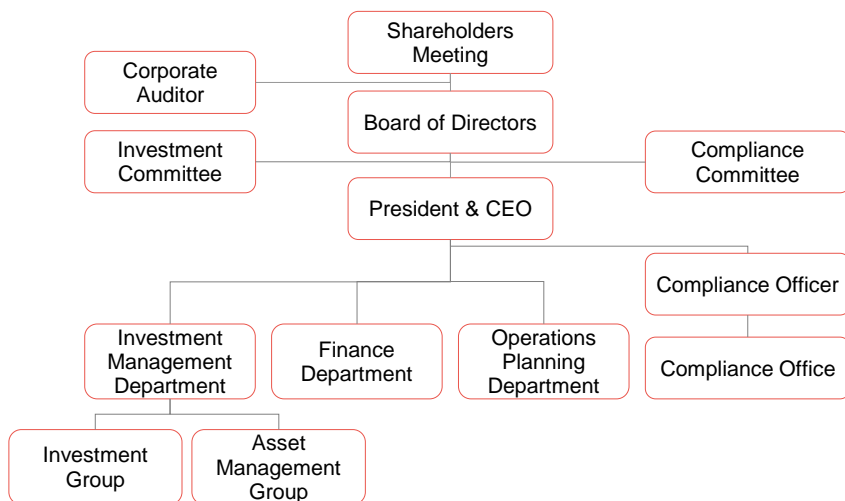 Shareholders
Meeting
Corporate
Auditor
Board of Directors
Investment
Committee
Compliance
Committee
President & CEO
Compliance Officer
Investment
Management
Department
Finance
Department
Operations
Planning
Department
Compliance Office
Investment
Group
Asset
Management
Group